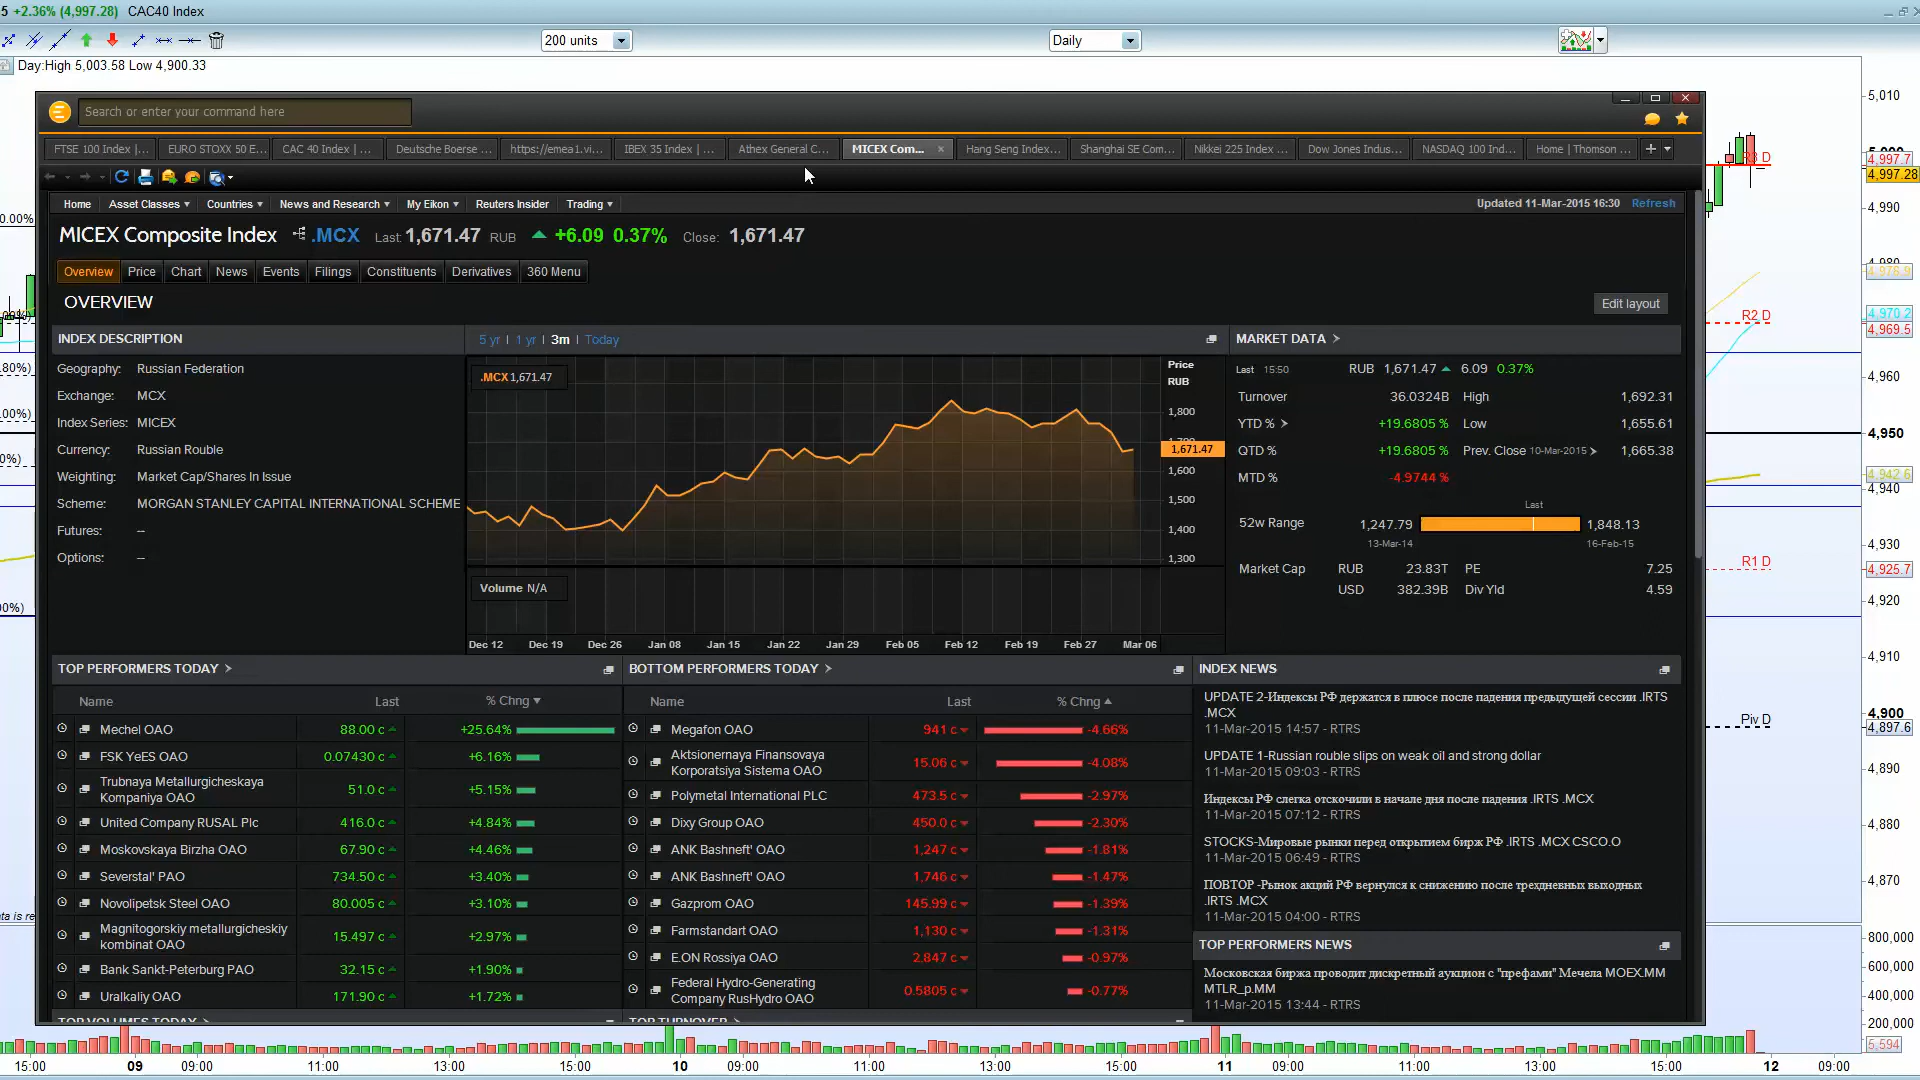 5 +2.36% (4,997.28) CAC40 Index
200 units
Daily
Day:High 5,003.58 Low 4,900.33
Search or enter your command here
FTSE 100 Index |...
EURO STOXX 50 E...
CAC 40 Index | ...
Deutsche Boerse ...
https://emea1.vi...
IBEX 35 Index | ...
Athex General C...
MICEX Com...
Hang Seng Index...
Shanghai SE Com...
Nikkei 225 Index ...
Dow Jones Indus...
NASDAQ 100 Ind...
Home | Thomson ...
Home Asset Classes Countries News and Research My Eikon Reuters Insider Trading
Updated 11-Mar-2015 16:30 Refresh
MICEX Composite Index .MCX Last: 1,671.47 RUB +6.09 0.37% Close: 1,671.47
Overview Price Chart News Events Filings Constituents Derivatives 360 Menu
OVERVIEW
Edit layout
INDEX DESCRIPTION
Geography: Russian Federation
Exchange: MCX
Index Series: MICEX
Currency: Russian Rouble
Weighting: Market Cap/Shares In Issue
Scheme: MORGAN STANLEY CAPITAL INTERNATIONAL SCHEME
Futures: --
Options: --
5 yr | 1 yr | 3m | Today
.MCX 1,671.47
Price
RUB
1,800
1,671.47
1,600
1,500
1,400
1,300
Volume N/A
Dec 12 Dec 19 Dec 26 Jan 08 Jan 15 Jan 22 Jan 29 Feb 05 Feb 12 Feb 19 Feb 27 Mar 06
MARKET DATA
Last 15:50 RUB 1,671.47 6.09 0.37%
Turnover 36.0324B High 1,692.31
YTD % +19.6805 % Low 1,655.61
QTD % +19.6805 % Prev. Close 10-Mar-2015 1,665.38
MTD % -4.9744 %
Last
52w Range 1,247.79 1,848.13
13-Mar-14 16-Feb-15
Market Cap RUB 23.83T PE 7.25
USD 382.39B Div Yld 4.59
TOP PERFORMERS TODAY
Name Last % Chng
Mechel OAO 88.00 c +25.64%
FSK YeES OAO 0.07430 c +6.16%
Trubnaya Metallurgicheskaya
Kompaniya OAO 51.0 c +5.15%
United Company RUSAL Plc 416.0 c +4.84%
Moskovskaya Birzha OAO 67.90 c +4.46%
Severstal' PAO 734.50 c +3.40%
Novolipetsk Steel OAO 80.005 c +3.10%
Magnitogorskiy metallurgicheskiy
kombinat OAO 15.497 c +2.97%
Bank Sankt-Peterburg PAO 32.15 c +1.90%
Uralkaliy OAO 171.90 c +1.72%
TOP VOLUMES TODAY
BOTTOM PERFORMERS TODAY
Name Last % Chng
Megafon OAO 941 c -4.66%
Aktsionernaya Finansovaya
Korporatsiya Sistema OAO 15.06 c -4.08%
Polymetal International PLC 473.5 c -2.97%
Dixy Group OAO 450.0 c -2.30%
ANK Bashneft' OAO 1,247 c -1.81%
ANK Bashneft' OAO 1,746 c -1.47%
Gazprom OAO 145.99 c -1.39%
Farmstandart OAO 1,130 c -1.31%
E.ON Rossiya OAO 2.847 c -0.97%
Federal Hydro-Generating
Company RusHydro OAO 0.5805 c -0.77%
TOP TURNOVER
INDEX NEWS
UPDATE 2-Индексы РФ держатся в плюсе после падения предыдущей сессии .IRTS
.MCX
11-Mar-2015 14:57 - RTRS
UPDATE 1-Russian rouble slips on weak oil and strong dollar
11-Mar-2015 09:03 - RTRS
Индексы РФ слегка отскочили в начале дня после падения .IRTS .MCX
11-Mar-2015 07:12 - RTRS
STOCKS-Мировые рынки перед открытием бирж РФ .IRTS .MCX CSCO.O
11-Mar-2015 06:49 - RTRS
ПОВТОР -Рынок акций РФ вернулся к снижению после трехдневных выходных
.IRTS .MCX
11-Mar-2015 04:00 - RTRS
TOP PERFORMERS NEWS
Московская биржа проводит дискретный аукцион с "префами" Мечела MOEX.MM
MTLR_p.MM
11-Mar-2015 13:44 - RTRS
5,010
4,997.7
4,997.28
4,990
R2 D
4,970.2
4,969.5
4,960
4,950
4,942.6
4,940
4,930
R1 D
4,925.7
4,920
4,910
4,900
Piv D
4,897.6
4,890
4,880
4,870
800,000
600,000
400,000
200,000
5,594
15:00 09 09:00 11:00 13:00 15:00 10 09:00 11:00 13:00 15:00 11 09:00 11:00 13:00 15:00 12 09:00